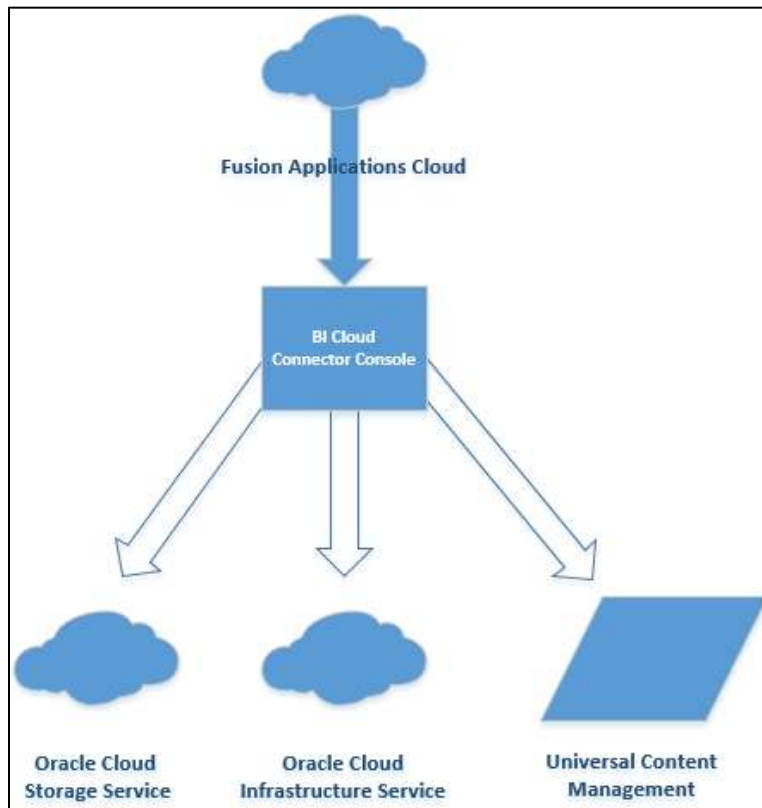 Fusion Applications Cloud
BI Cloud
Connector Console
Oracle Cloud
Storage Service
Oracle Cloud
Infrastructure Service
Universal Content
Management